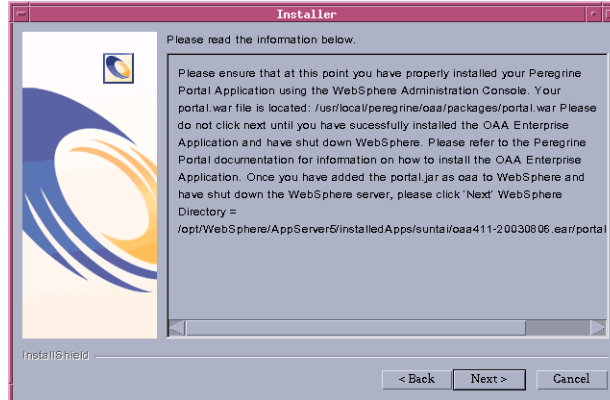 Installer
Please read the information below.
Please ensure that at this point you have properly installed your Peregrine
Portal Application using the WebSphere Administration Console. Your
portal.war file is located: /usr/local/peregrine/oaa/packages/portal.war Please
do not click next until you have sucessfully installed the OAA Enterprise
Application and have shut down WebSphere. Please refer to the Peregrine
Portal documentation for information on how to install the OAA Enterprise
Application. Once you have added the portal.jar as oaa to WebSphere and
have shut down the WebSphere server, please click 'Next' WebSphere
Directory =
/opt/WebSphere/AppServer5/installedApps/suntai/oaa411-20030806.ear/portal
InstallShield
< Back
Next >
Cancel